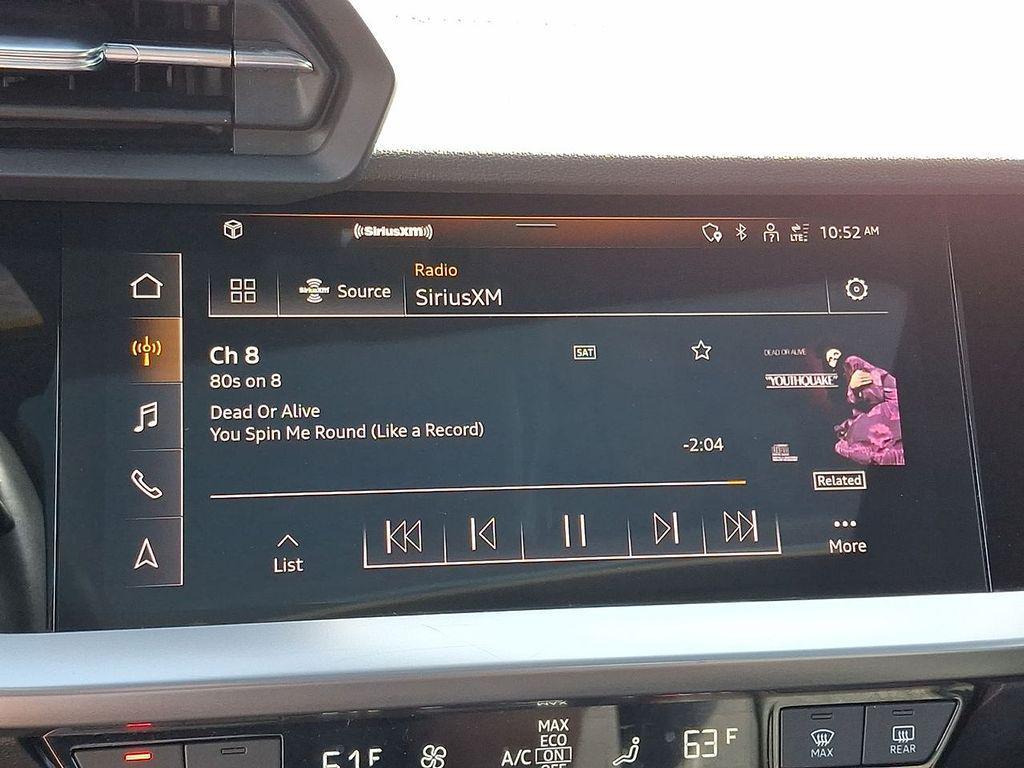 ((SiriusXM))
LTE
10:52 AM
SiriusXM
Source
Radio
SiriusXM
Ch 8
SAT
80s on 8
Dead Or Alive
You Spin Me Round (Like a Record)
-2:04
DEAD OR ALIVE
"YOUTHQUAKE"
Related
List
More
MAX
ECO
A/C ON
OFF
63 F
MAX
REAR